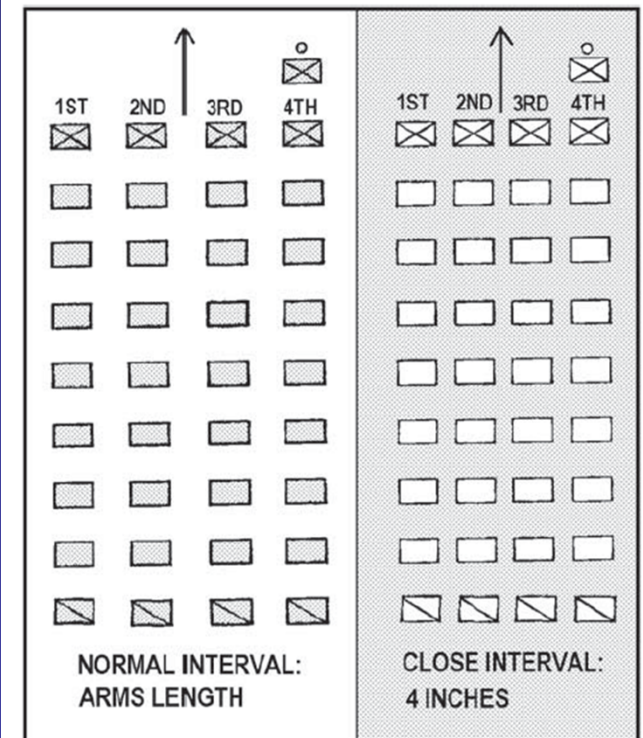 1ST 2ND 3RD 4TH
NORMAL INTERVAL:
ARMS LENGTH
1ST 2ND 3RD 4TH
CLOSE INTERVAL:
4 INCHES